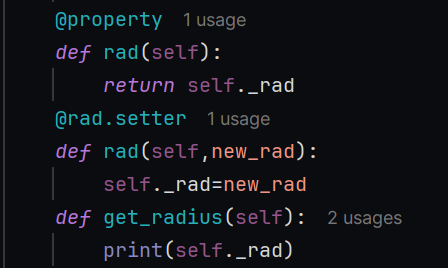 @property 1 usage
def rad(self):
return self._rad
@rad.setter 1 usage
def rad(self,new_rad):
self._rad=new_rad
def get_radius(self): 2 usages
print(self._rad)